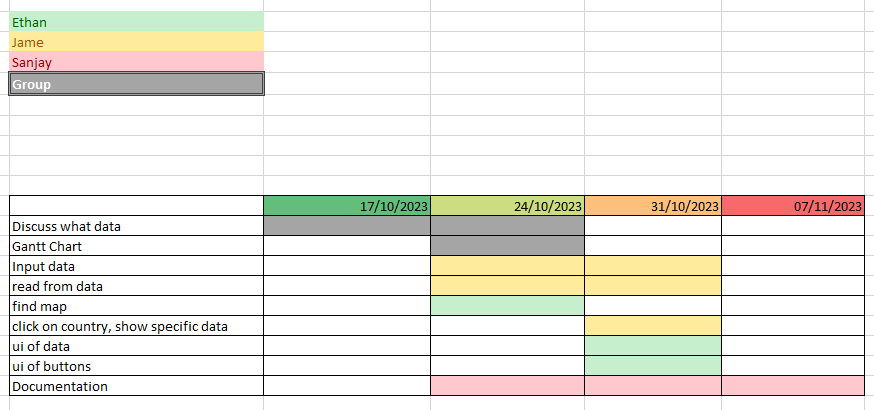 Ethan
Jame
Sanjay
Group
17/10/2023 24/10/2023 31/10/2023 07/11/2023
Discuss what data
Gantt Chart
Input data
read from data
find map
click on country, show specific data
ui of data
ui of buttons
Documentation